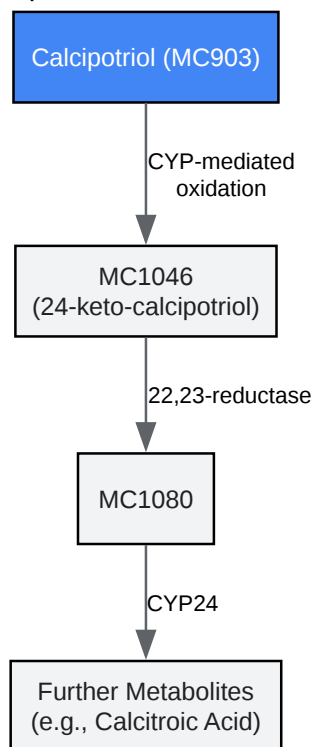 Calcipotriol (MC903)
CYP-mediated
oxidation
MC1046
(24-keto-calcipotriol)
22,23-reductase
MC1080
CYP24
Further Metabolites
(e.g., Calcitroic Acid)